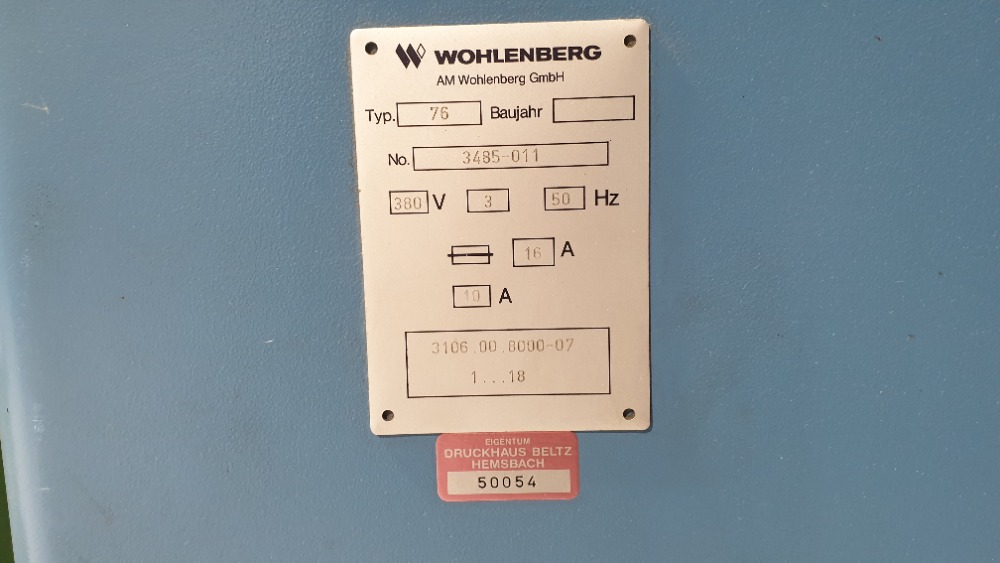 WOHLENBERG
AM Wohlenberg GmbH
Typ. 76 Baujahr
No. 3485-011
380 V 3 50 Hz
16 A
10 A
3106.00.8000-07
1...18
EIGENTUM
DRUCKHAUS BELTZ
HEMSBACH
50054